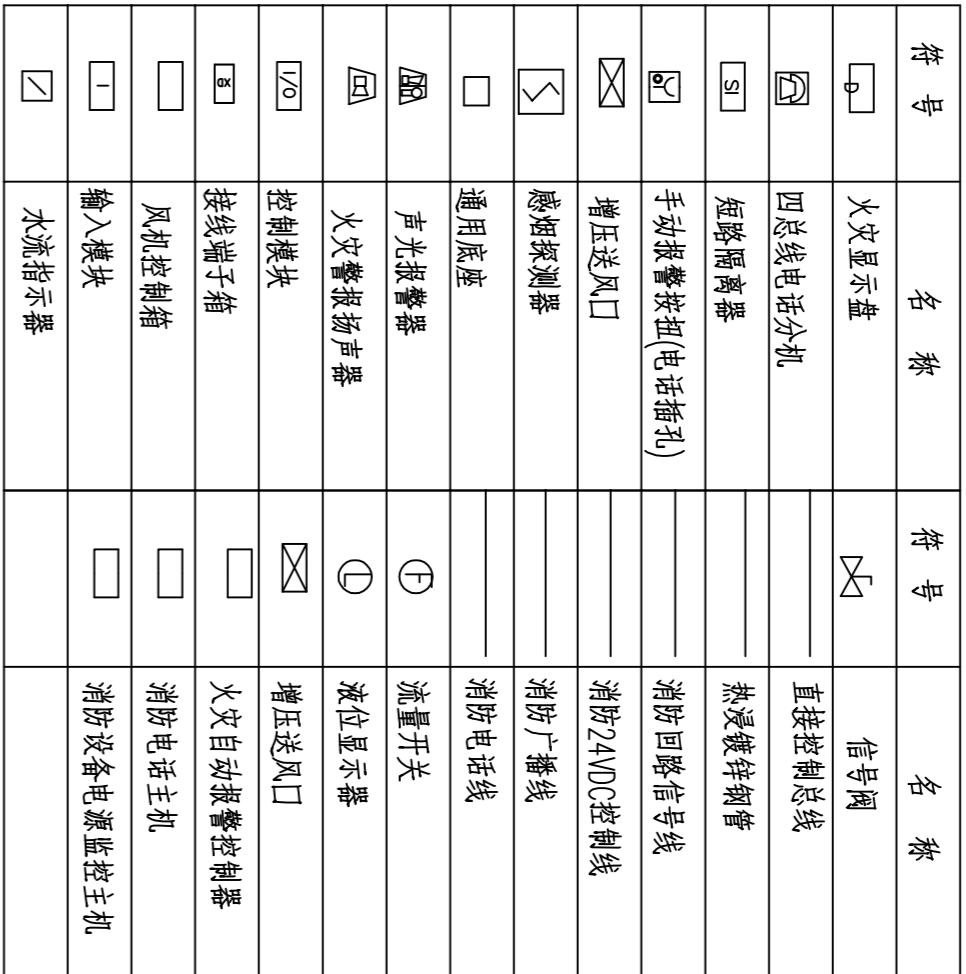 符 号 名 称 符 号 名 称
D 火灾显示盘 信号阀
四总线电话分机 直接控制总线
SI 短路隔离器 热浸镀锌钢管
手动报警按扭(电话插孔) 消防回路信号线
增压送风口 消防24VDC控制线
感烟探测器 消防广播线
通用底座 消防电话线
声光报警器 F 流量开关
火灾警报扬声器 L 液位显示器
I/O 控制模块 增压送风口
接线端子箱 火灾自动报警控制器
风机控制箱 消防电话主机
I 输入模块 消防设备电源监控主机
水流指示器